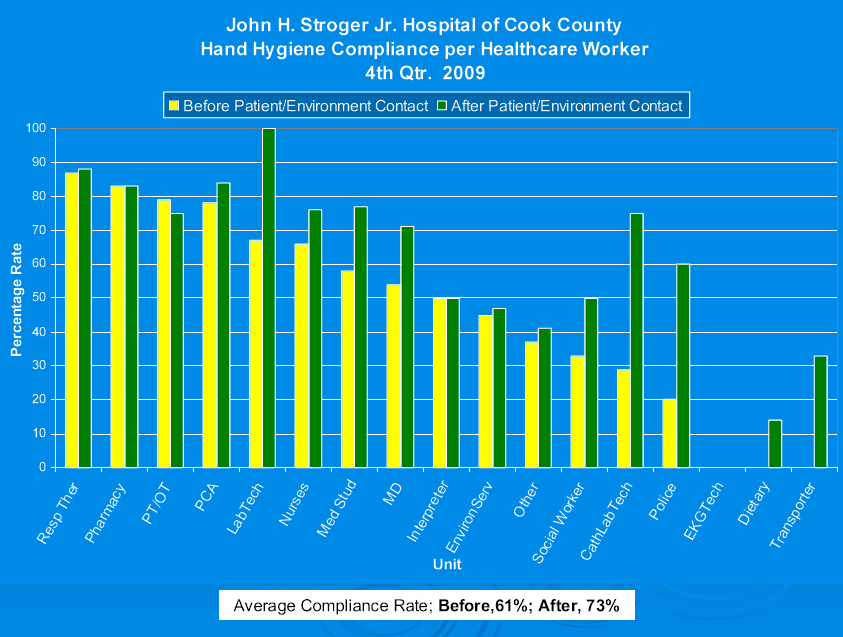 John H. Stroger Jr. Hospital of Cook County
Hand Hygiene Compliance per Healthcare Worker
4th Qtr. 2009
Before Patient/Environment Contact After Patient/Environment Contact
100
90
80
70
60
50
40
30
20
10
0
Percentage Rate
Resp Ther
Pharmacy
PT/OT
PCA
LabTech
Nurses
Med Stud
MD
Interpreter
EnvironServ
Other
Social Worker
CathLabTech
Police
EKGTech
Dietary
Transporter
Unit
Average Compliance Rate; Before,61%; After, 73%